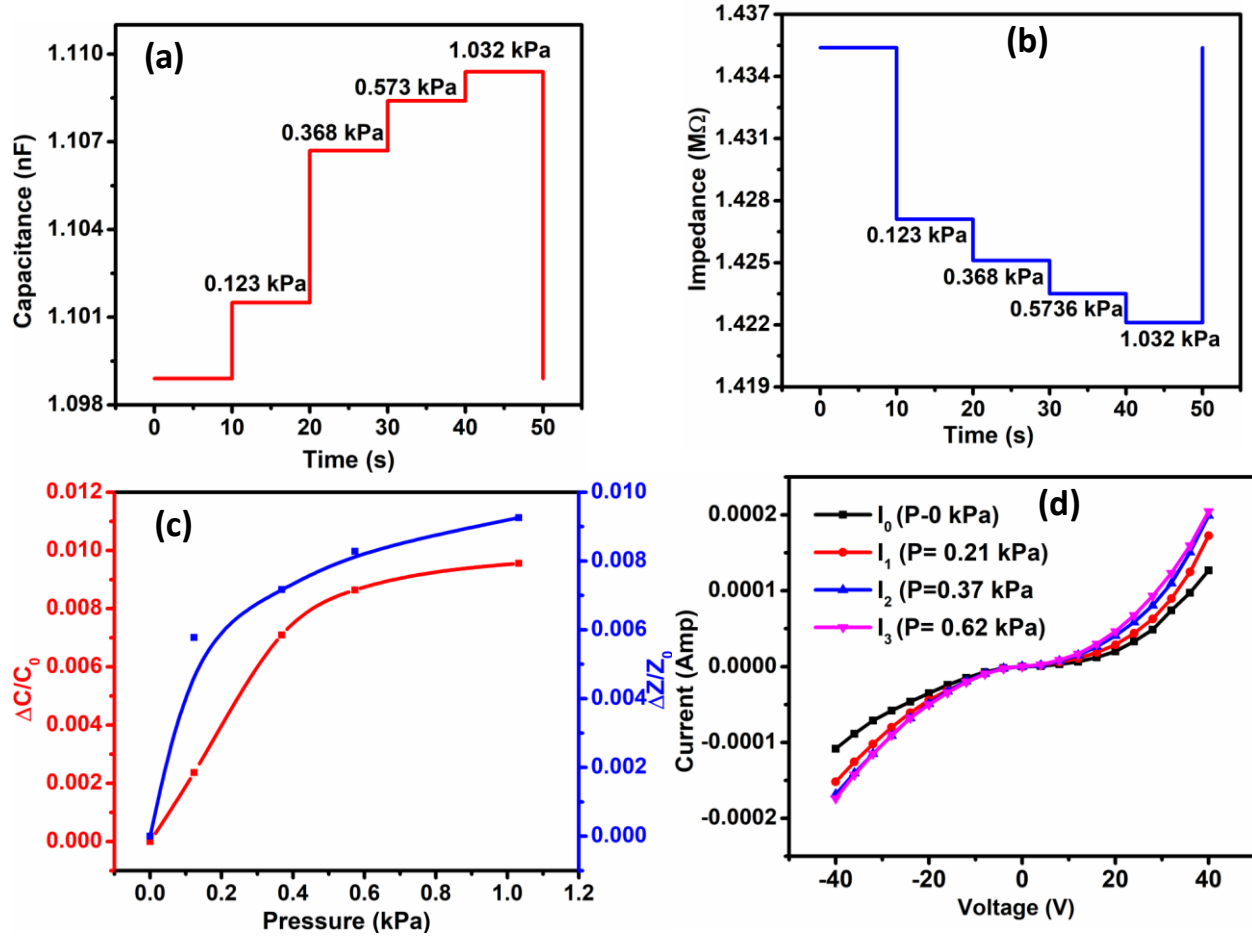 (a)
1.110
1.107
1.104
1.101
1.098
Capacitance (nF)
0.123 kPa
0.368 kPa
0.573 kPa
1.032 kPa
0 10 20 30 40 50
Time (s)
(b)
1.437
1.434
1.431
1.428
1.425
1.422
1.419
Impedance (MΩ)
0.123 kPa
0.368 kPa
0.5736 kPa
1.032 kPa
0 10 20 30 40 50
Time (s)
(c)
0.012
0.010
0.008
0.006
0.004
0.002
0.000
ΔC/C₀
0.010
0.008
0.006
0.004
0.002
0.000
ΔZ/Z₀
0.0 0.2 0.4 0.6 0.8 1.0 1.2
Pressure (kPa)
(d)
I₀ (P-0 kPa)
I₁ (P= 0.21 kPa)
I₂ (P=0.37 kPa
I₃ (P= 0.62 kPa)
0.0002
0.0001
0.0000
-0.0001
-0.0002
Current (Amp)
-40 -20 0 20 40
Voltage (V)